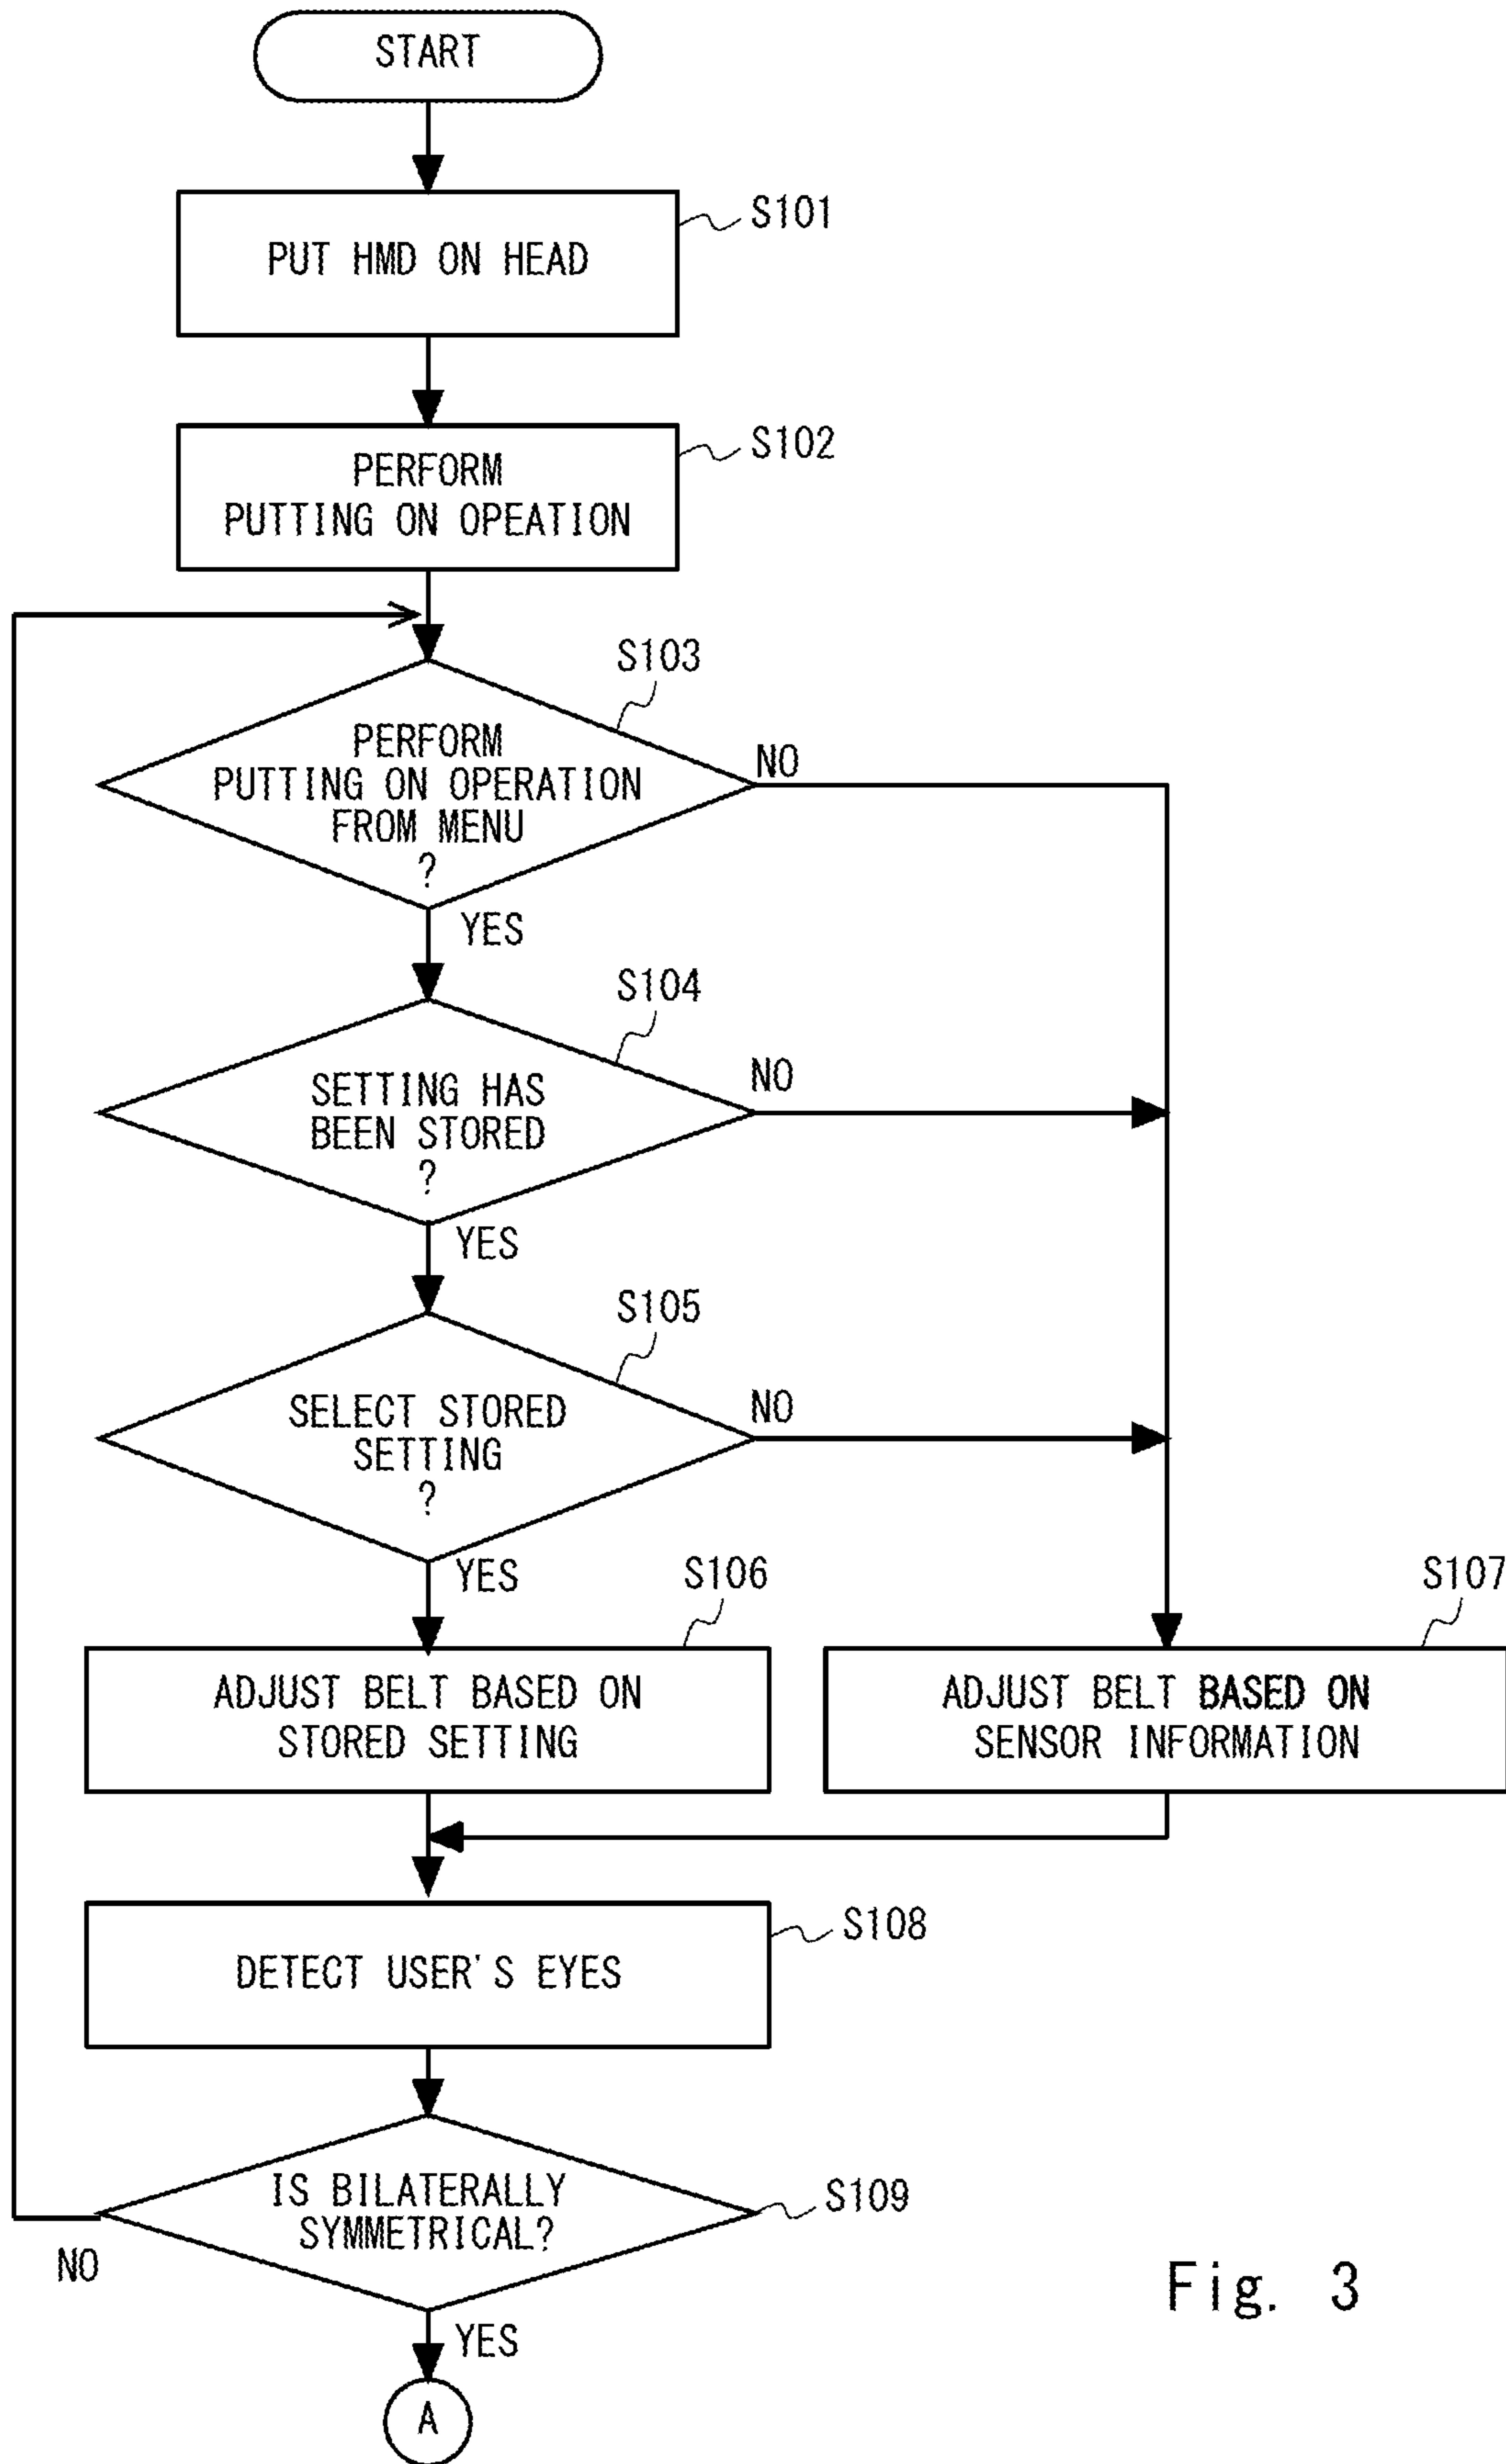 START
S101
PUT HMD ON HEAD
S102
PERFORM
PUTTING ON OPEATION
S103
PERFORM
PUTTING ON OPERATION
FROM MENU
?
NO
YES
S104
SETTING HAS
BEEN STORED
?
NO
YES
S105
SELECT STORED
SETTING
?
NO
YES
S106
ADJUST BELT BASED ON
STORED SETTING
S107
ADJUST BELT BASED ON
SENSOR INFORMATION
S108
DETECT USER'S EYES
S109
IS BILATERALLY
SYMMETRICAL?
NO
YES
A
Fig. 3